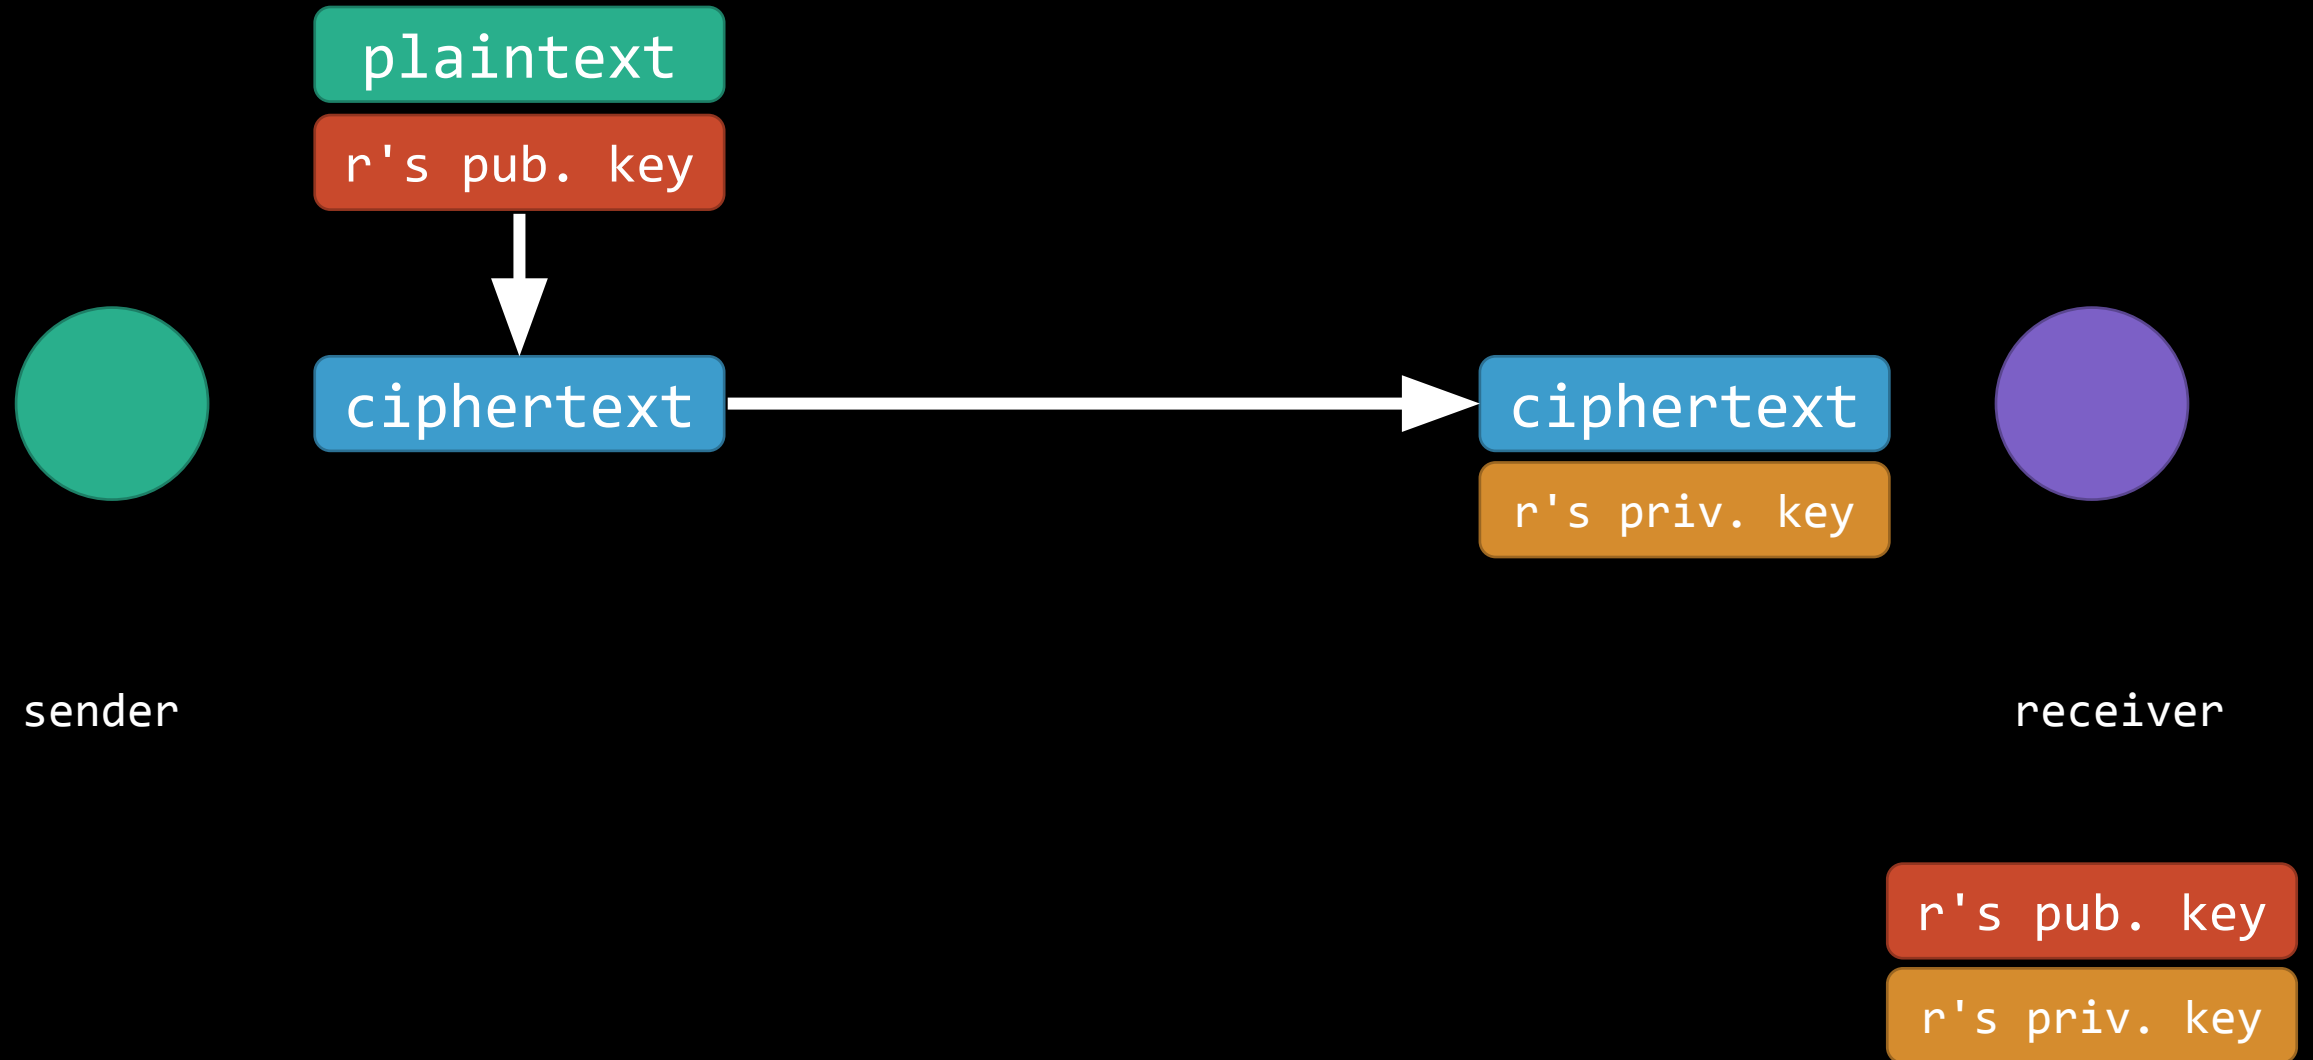 plaintext
r's pub. key
ciphertext
ciphertext
r's priv. key
sender
receiver
r's pub. key
r's priv. key